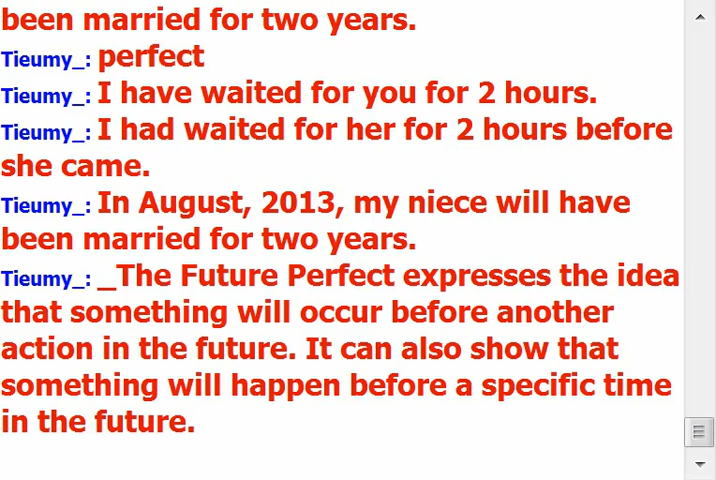 been married for two years.
Tieumy_: perfect
Tieumy_: I have waited for you for 2 hours.
Tieumy_: I had waited for her for 2 hours before
she came.
Tieumy_: In August, 2013, my niece will have
been married for two years.
Tieumy_: _The Future Perfect expresses the idea
that something will occur before another
action in the future. It can also show that
something will happen before a specific time
in the future.